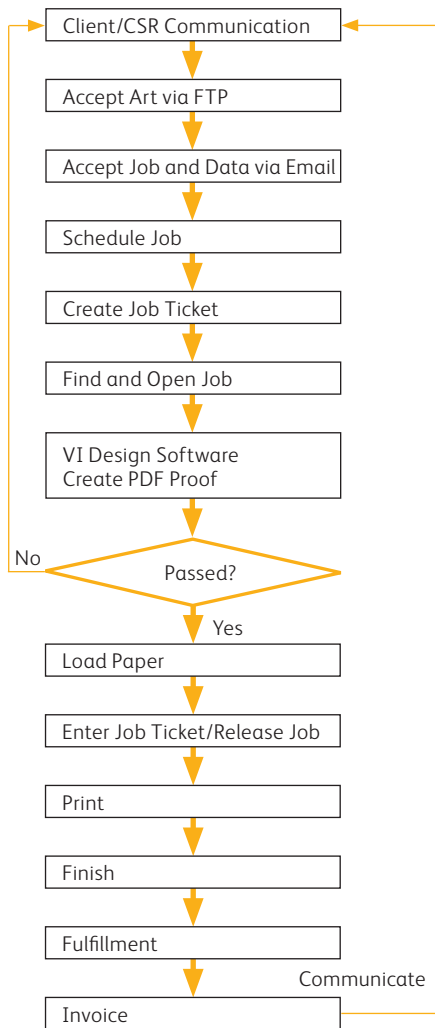 Client/CSR Communication
Accept Art via FTP
Accept Job and Data via Email
Schedule Job
Create Job Ticket
Find and Open Job
VI Design Software
Create PDF Proof
No
Passed?
Yes
Load Paper
Enter Job Ticket/Release Job
Print
Finish
Fulfillment
Communicate
Invoice